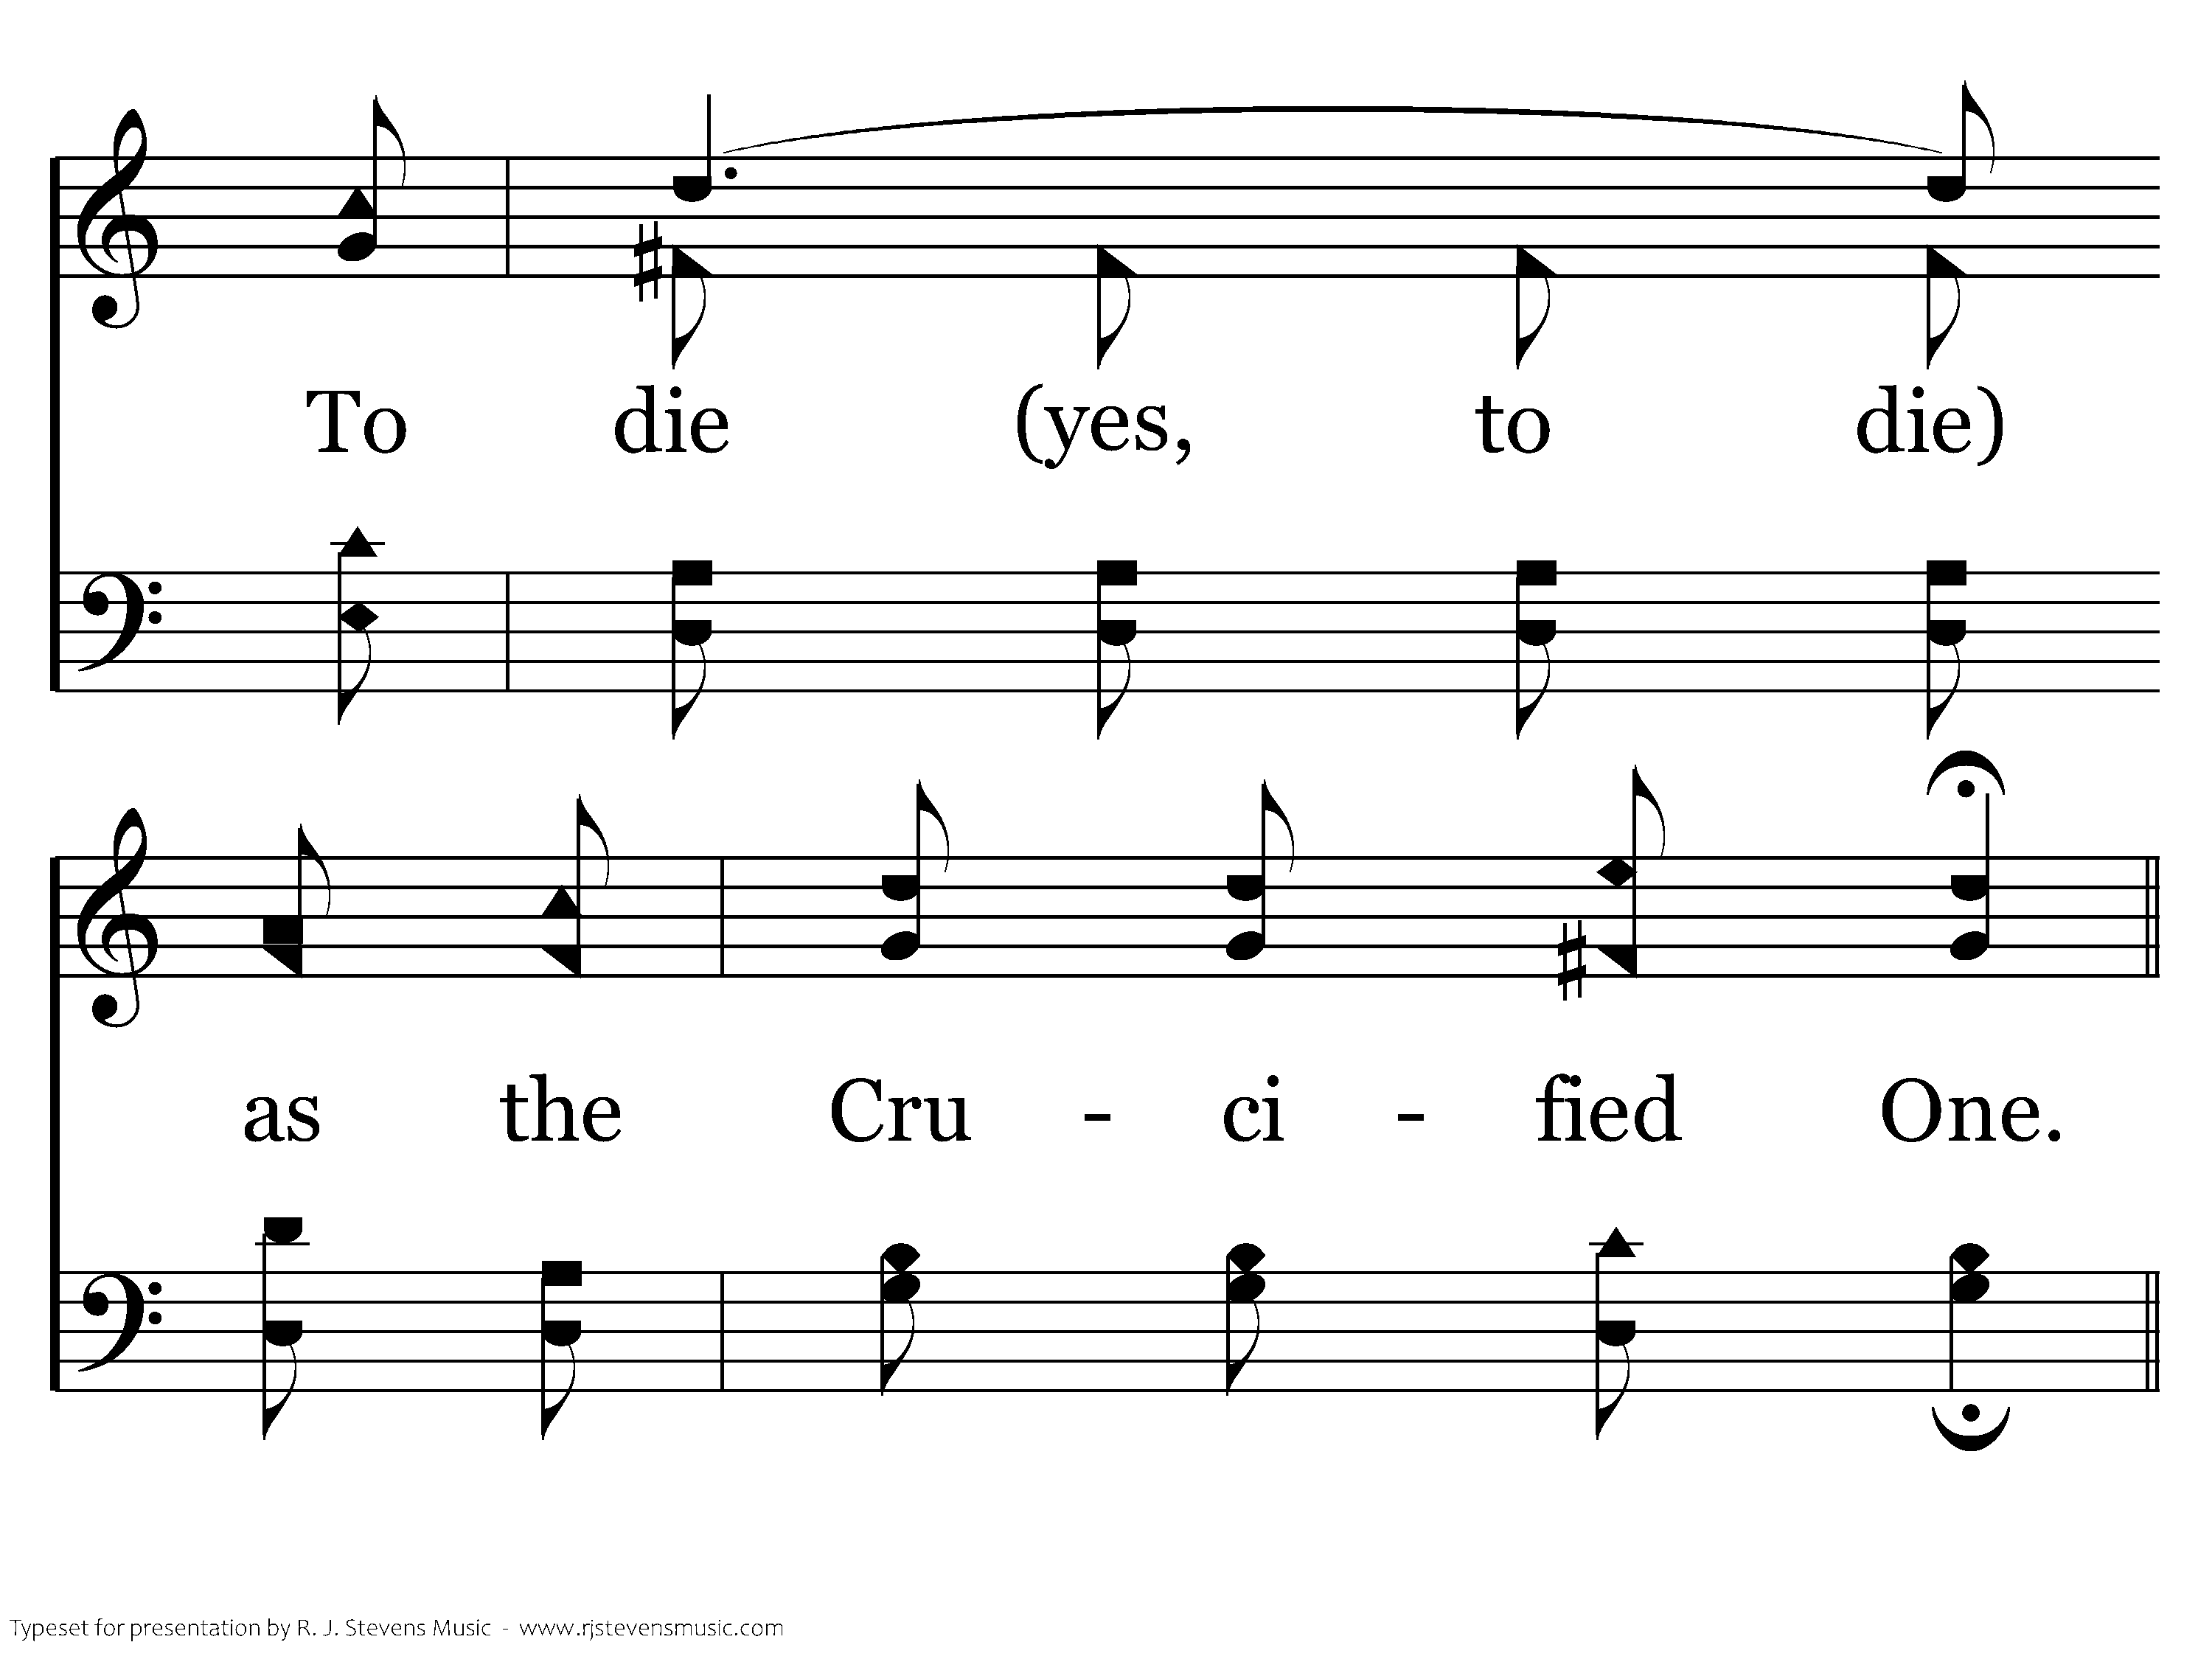 To die (yes, to die)
as the Cru - ci - fied One.
Typeset for presentation by R. J. Stevens Music - www.rjstevensmusic.com